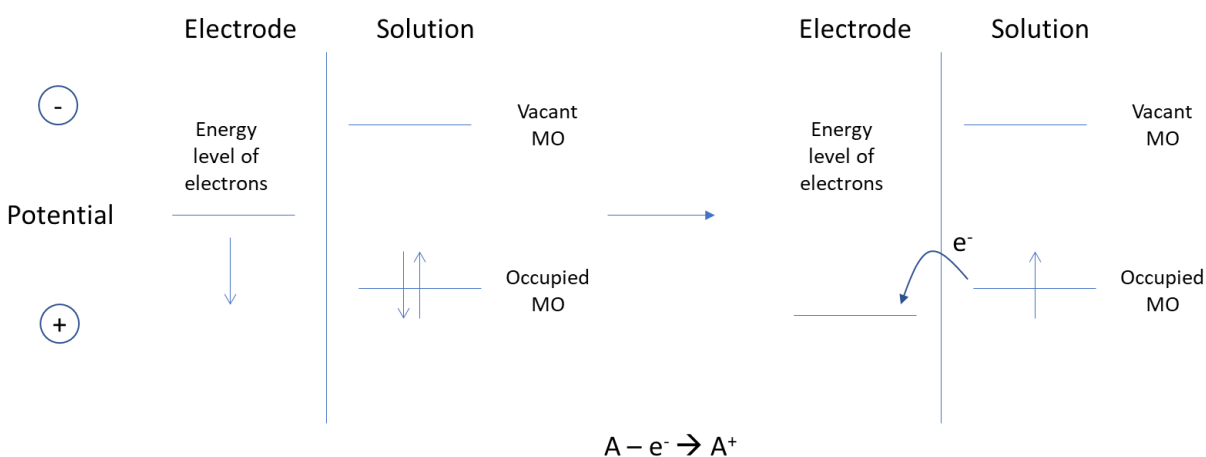 Electrode
Solution
Electrode
Solution
-
Vacant
MO
Vacant
MO
Energy
level of
electrons
Energy
level of
electrons
Potential
e⁻
Occupied
MO
Occupied
MO
+
A – e⁻ → A⁺